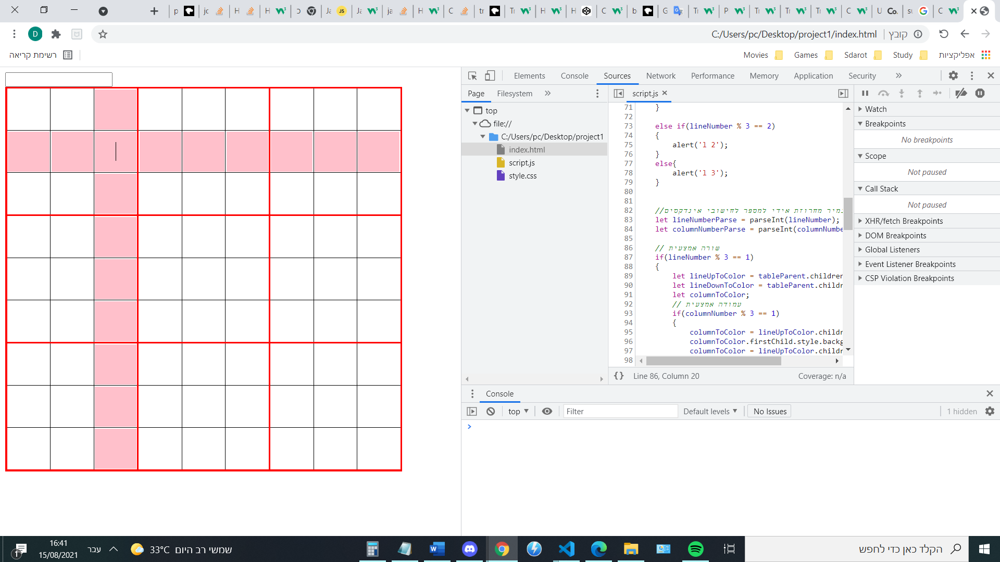 C:/Users/pc/Desktop/project1/index.html
קובץ
D
רשימת קריאה
Movies
Games
Sdarot
Study
אפליקציות
Elements
Console
Sources
Network
Performance
Memory
Application
Security
Page
Filesystem
script.js
top
file://
C:/Users/pc/Desktop/project1
index.html
script.js
style.css
71 }
72
73 else if(lineNumber % 3 == 2)
74 {
75 alert('l 2');
76 }
77 else{
78 alert('l 3');
79 }
80
81
82 //ממיר מחרוזת אידי למספר לחישובי אינדקסים
83 let lineNumberParse = parseInt(lineNumber);
84 let columnNumberParse = parseInt(columnNumbe
85
86 // שורה אמצעית
87 if(lineNumber % 3 == 1)
88 {
89 let lineUpToColor = tableParent.children
90 let lineDownToColor = tableParent.childr
91 let columnToColor;
92 // עמודה אמצעית
93 if(columnNumber % 3 == 1)
94 {
95 columnToColor = lineUpToColor.childr
96 columnToColor.firstChild.style.backg
97 columnToColor = lineUpToColor.childr
98
{} Line 86, Column 20
Coverage: n/a
Watch
Breakpoints
No breakpoints
Scope
Not paused
Call Stack
Not paused
XHR/fetch Breakpoints
DOM Breakpoints
Global Listeners
Event Listener Breakpoints
CSP Violation Breakpoints
Console
top
Filter
Default levels
No Issues
1 hidden
16:41
15/08/2021
עבר
33°C שמשי רב היום
הקלד כאן כדי לחפש